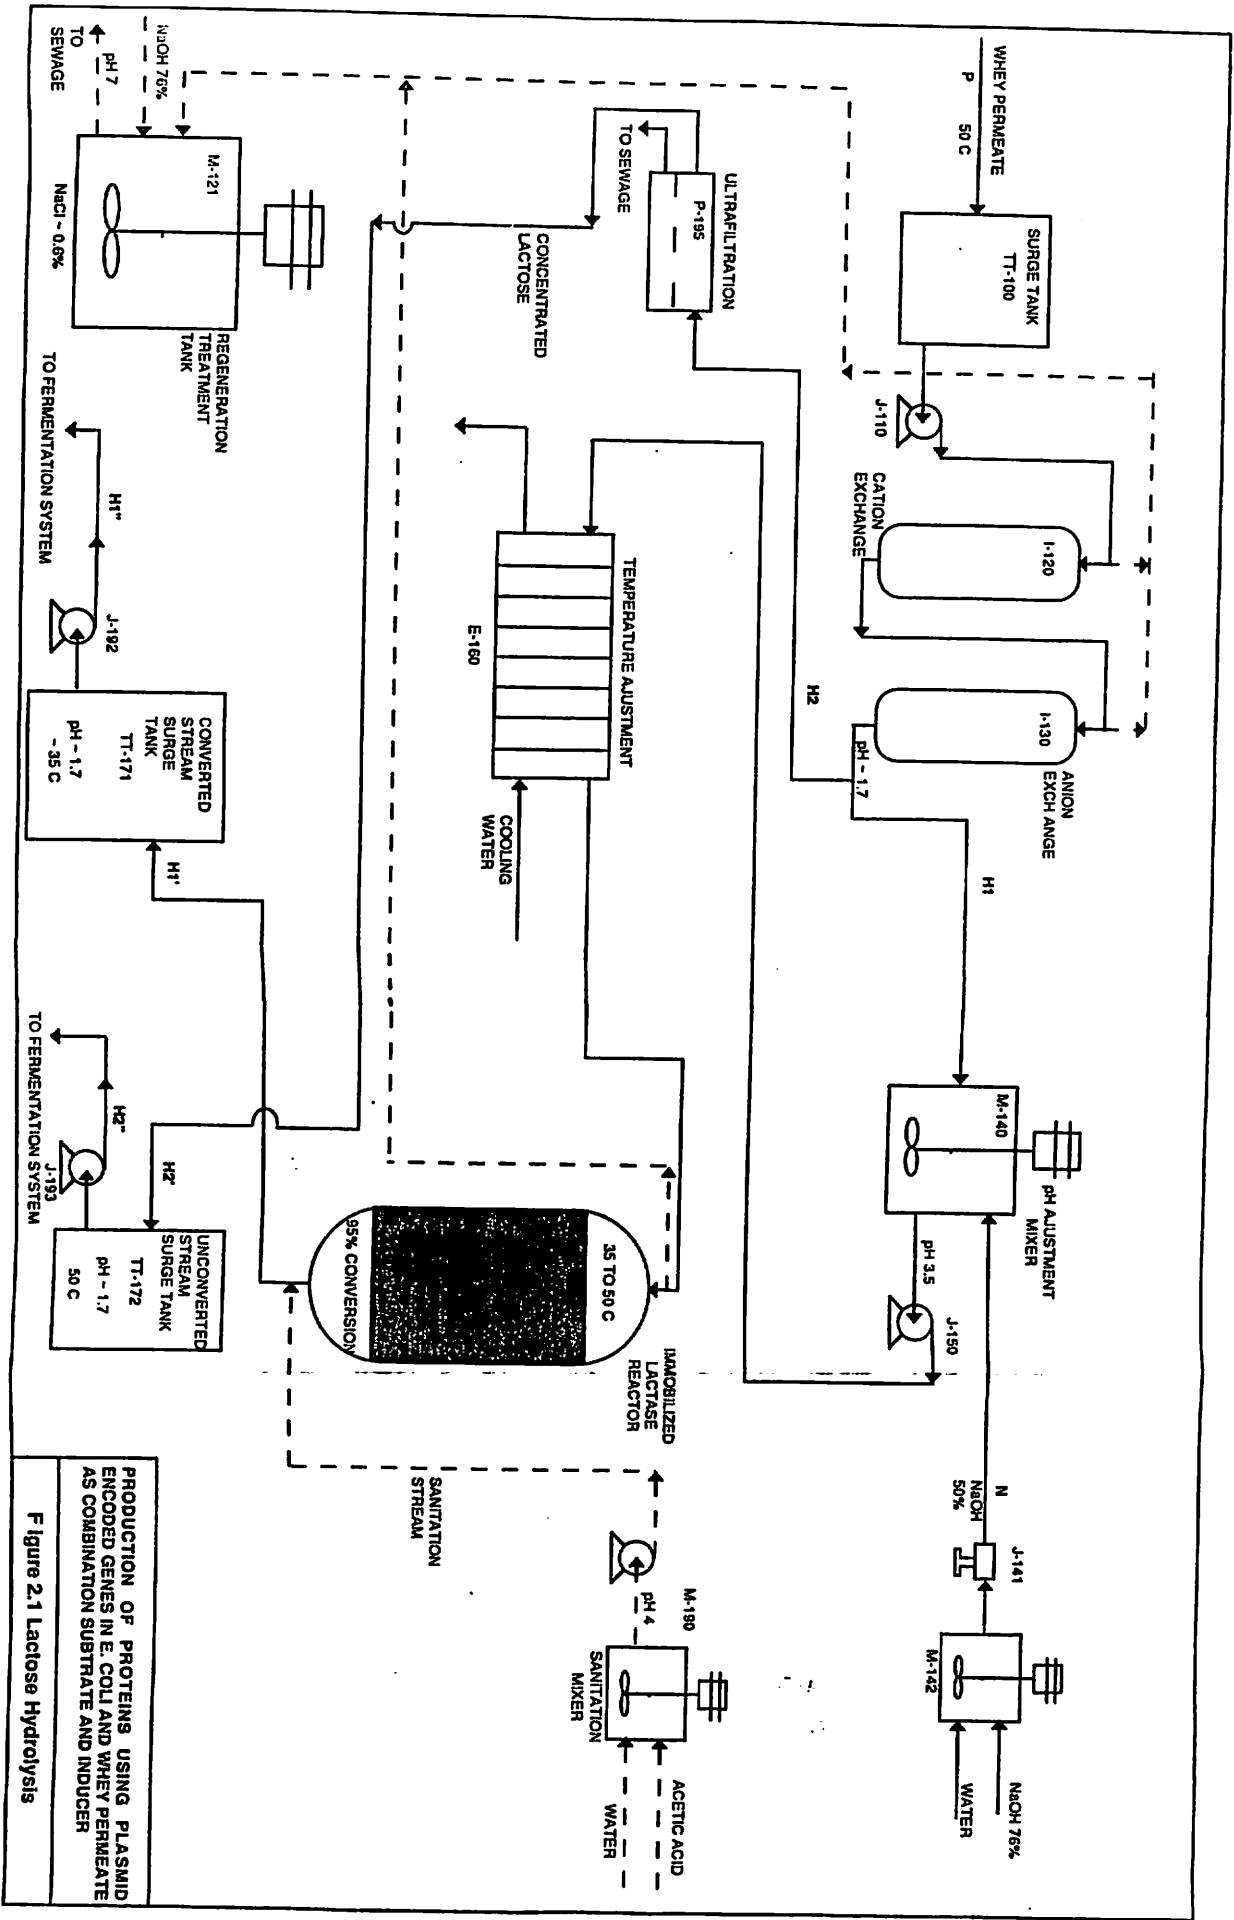 WHEY PERMEATE
P
50 C
SURGE TANK
TT-100
J-110
CATION
EXCHANGE
I-120
I-130
ANION
EXCH ANGE
pH ~ 1.7
H1
H2
M-140
pH AJUSTMENT
MIXER
pH 3.5
J-150
N
NaOH
50%
J-141
M-142
NaOH 76%
WATER
ULTRAFILTRATION
P-195
TO SEWAGE
CONCENTRATED
LACTOSE
TEMPERATURE AJUSTMENT
E-160
COOLING
WATER
35 TO 50 C
95% CONVERSION
IMMOBILIZED
LACTASE
REACTOR
SANITATION
STREAM
M-190
pH 4
SANITATION
MIXER
ACETIC ACID
WATER
NaOH 76%
pH 7
TO
SEWAGE
M-121
NaCl ~ 0.6%
REGENERATION
TREATMENT
TANK
TO FERMENTATION SYSTEM
H1"
J-192
CONVERTED
STREAM
SURGE
TANK
TT-171
pH ~ 1.7
~ 35 C
H1'
TO FERMENTATION SYSTEM
H2"
J-193
H2'
UNCONVERTED
STREAM
SURGE TANK
TT-172
pH ~ 1.7
50 C
PRODUCTION OF PROTEINS USING PLASMID
ENCODED GENES IN E. COLI AND WHEY PERMEATE
AS COMBINATION SUBTRATE AND INDUCER
Figure 2.1 Lactose Hydrolysis